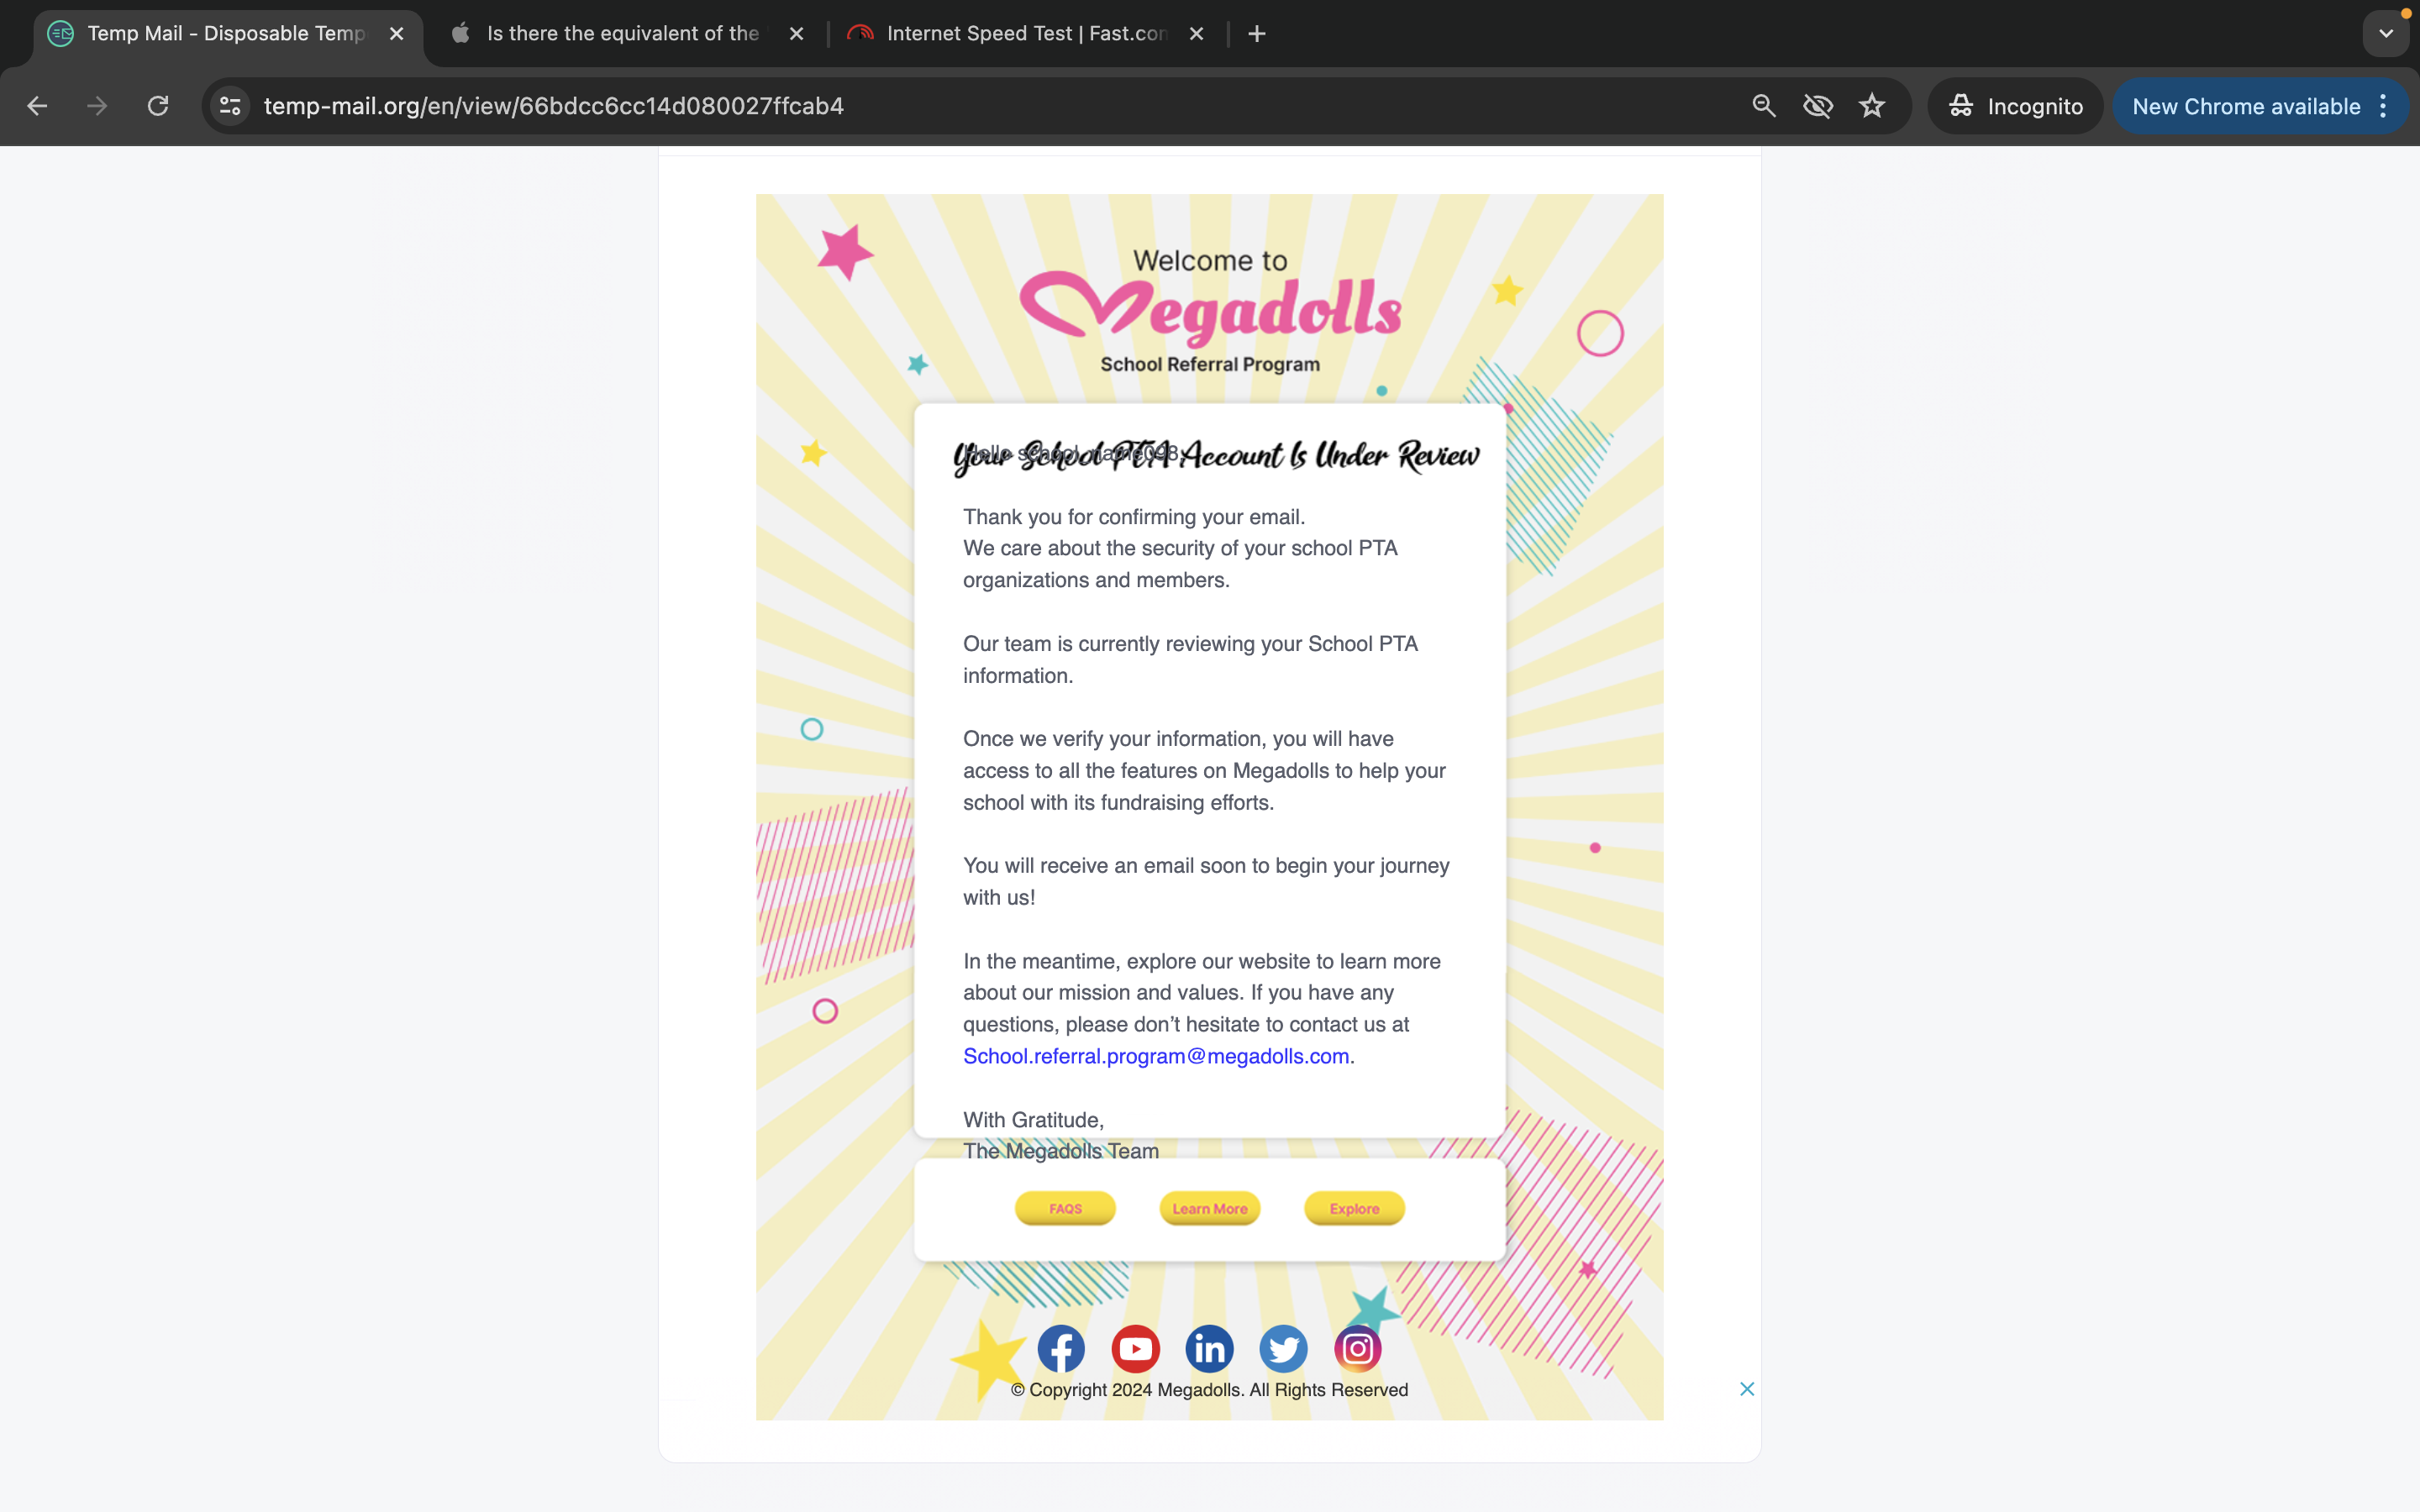 Temp Mail - Disposable Temp
Is there the equivalent of the
Internet Speed Test | Fast.con
temp-mail.org/en/view/66bdcc6cc14d080027ffcab4
Incognito
New Chrome available
Welcome to
Megadolls
School Referral Program
Your School PTA Account Is Under Review
Hello school_name098,
Thank you for confirming your email.
We care about the security of your school PTA
organizations and members.
Our team is currently reviewing your School PTA
information.
Once we verify your information, you will have
access to all the features on Megadolls to help your
school with its fundraising efforts.
You will receive an email soon to begin your journey
with us!
In the meantime, explore our website to learn more
about our mission and values. If you have any
questions, please don’t hesitate to contact us at
School.referral.program@megadolls.com.
With Gratitude,
The Megadolls Team
FAQS
Learn More
Explore
© Copyright 2024 Megadolls. All Rights Reserved